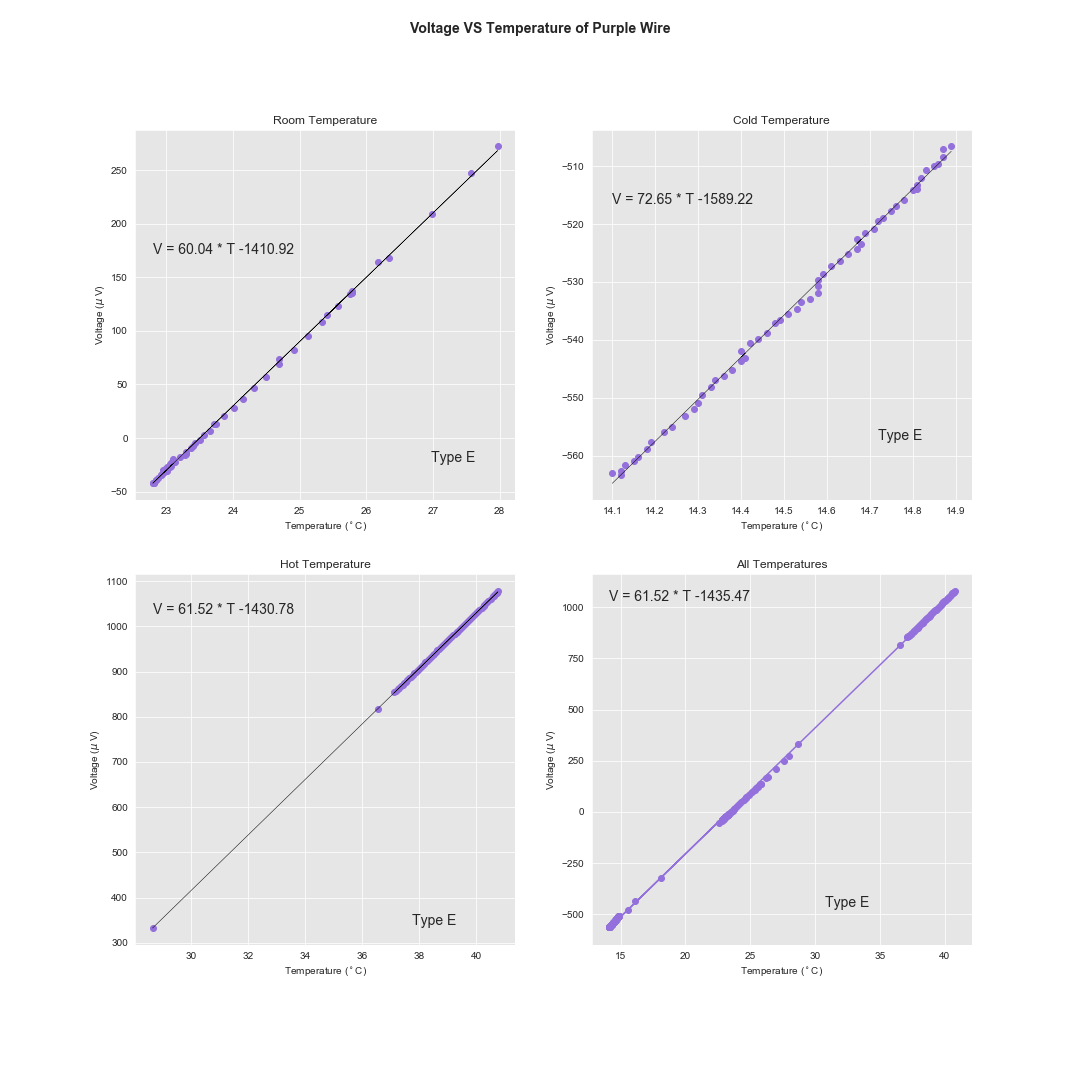 Voltage VS Temperature of Purple Wire
Room Temperature
250
200
150
100
50
0
−50
23 24 25 26 27 28
V = 60.04 * T -1410.92
Type E
Voltage (μ V)
Temperature (°C)
Cold Temperature
−510
−520
−530
−540
−550
−560
14.1 14.2 14.3 14.4 14.5 14.6 14.7 14.8 14.9
V = 72.65 * T -1589.22
Type E
Voltage (μ V)
Temperature (°C)
Hot Temperature
1100
1000
900
800
700
600
500
400
300
30 32 34 36 38 40
V = 61.52 * T -1430.78
Type E
Voltage (μ V)
Temperature (°C)
All Temperatures
1000
750
500
250
0
−250
−500
15 20 25 30 35 40
V = 61.52 * T -1435.47
Type E
Voltage (μ V)
Temperature (°C)